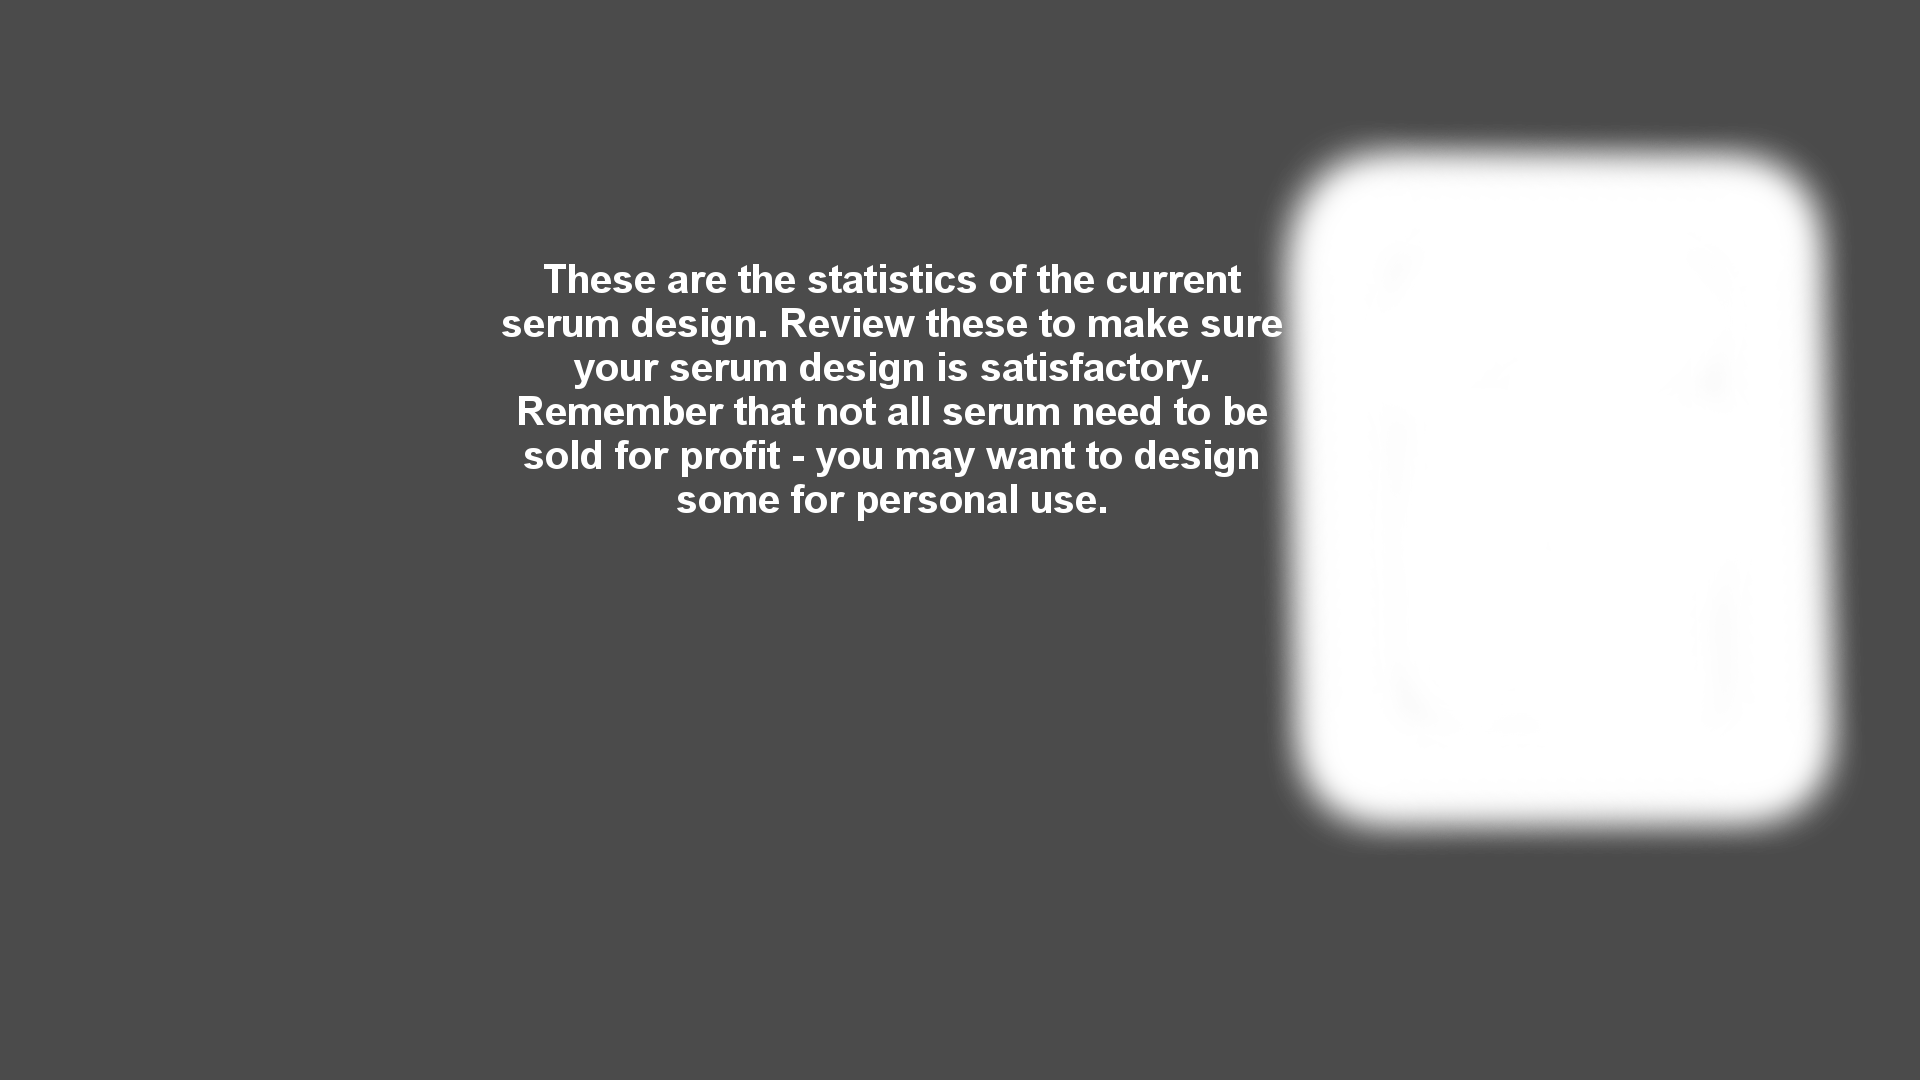 These are the statistics of the current
serum design. Review these to make sure
your serum design is satisfactory.
Remember that not all serum need to be
sold for profit - you may want to design
some for personal use.